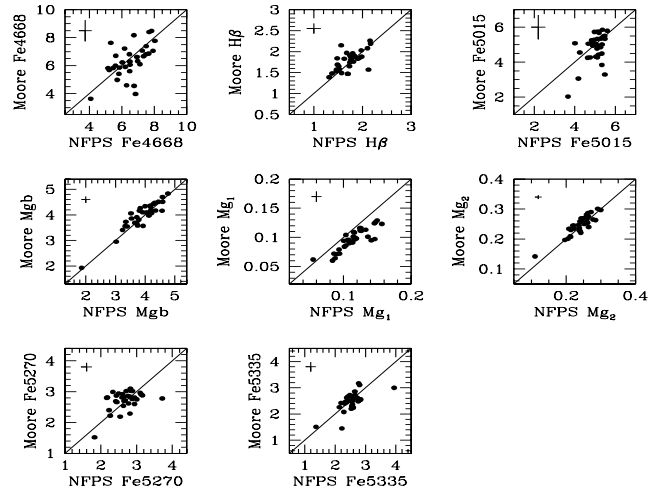 10
8
6
4
Moore Fe4668
4 6 8 10
NFPS Fe4668
3
2.5
2
1.5
1
0.5
Moore Hβ
1 2 3
NFPS Hβ
6
4
2
Moore Fe5015
2 4 6
NFPS Fe5015
5
4
3
2
Moore Mgb
2 3 4 5
NFPS Mgb
0.2
0.15
0.1
0.05
Moore Mg₁
0 0.1 0.2
NFPS Mg₁
0.4
0.3
0.2
0.1
Moore Mg₂
0.2 0.4
NFPS Mg₂
4
3
2
1
Moore Fe5270
1 2 3 4
NFPS Fe5270
4
3
2
1
Moore Fe5335
1 2 3 4
NFPS Fe5335